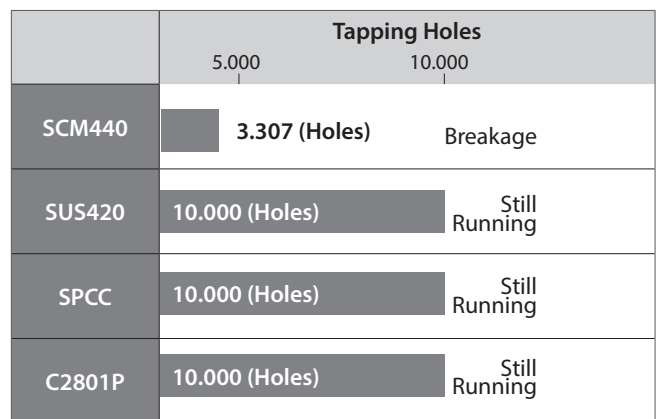 Tapping Holes
5.000 10.000
SCM440 3.307 (Holes) Breakage
SUS420 10.000 (Holes) Still
Running
SPCC 10.000 (Holes) Still
Running
C2801P 10.000 (Holes) Still
Running